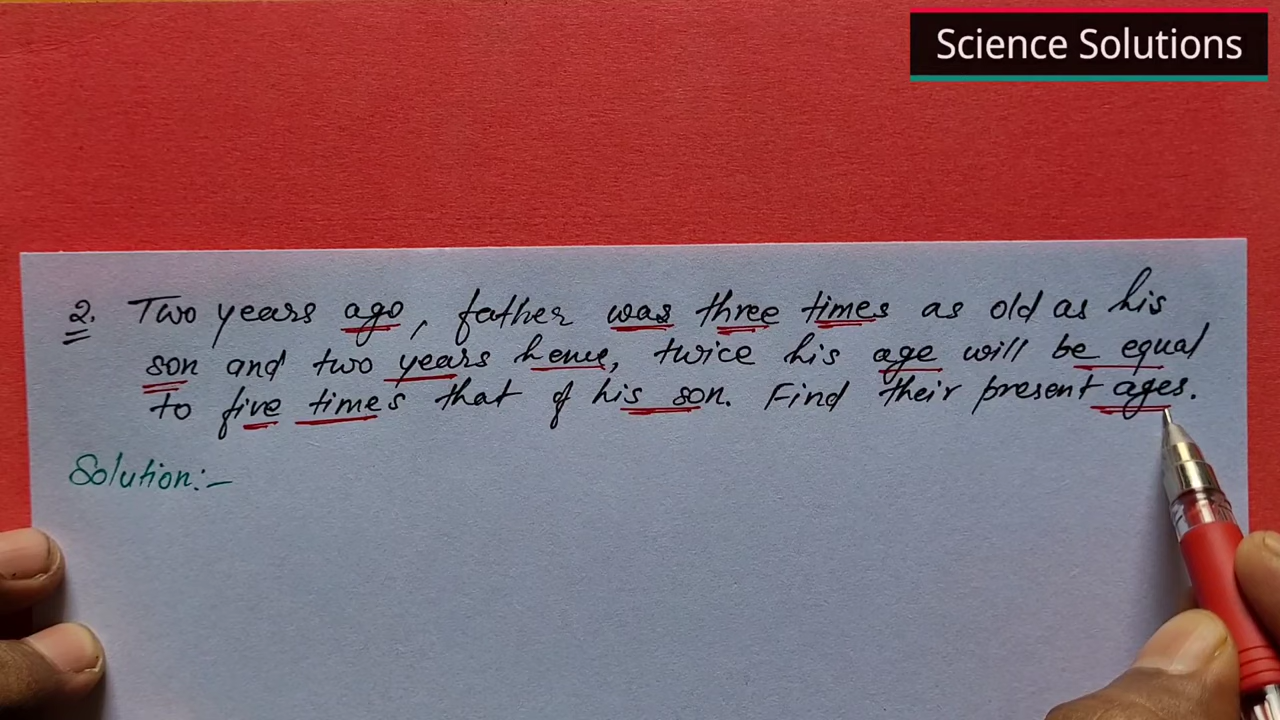 Science Solutions
2. Two years ago, father was three times as old as his
son and two years hence, twice his age will be equal
to five times that of his son. Find their present ages.
Solution:-